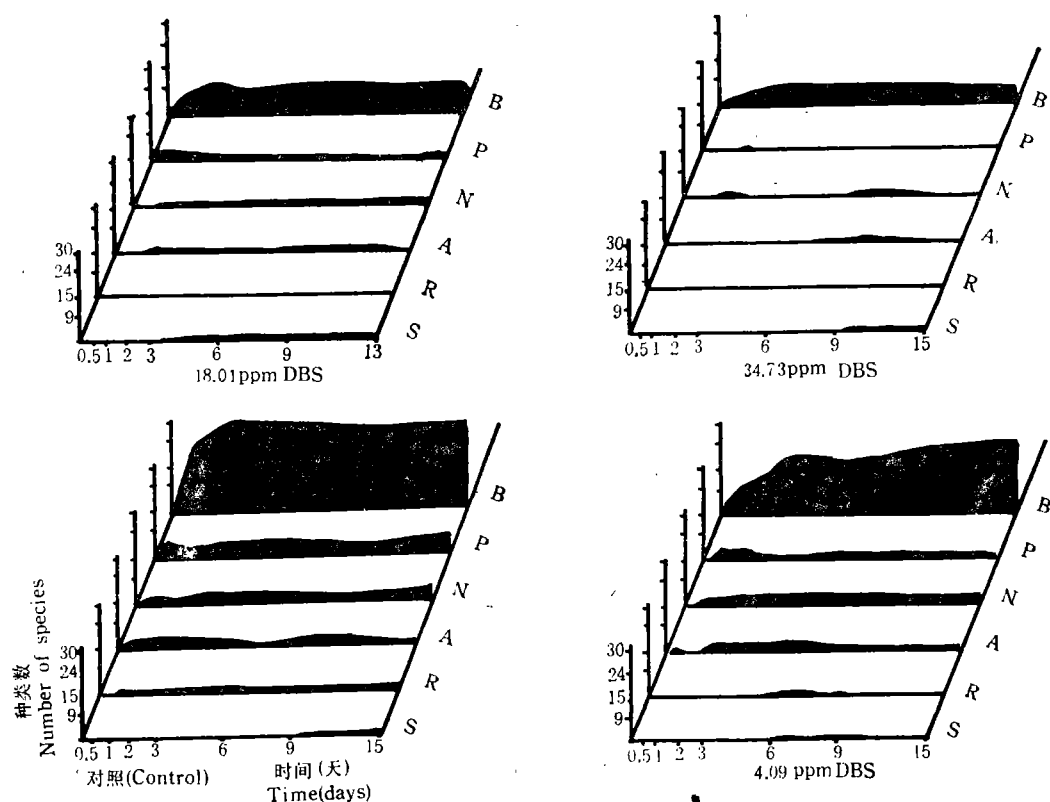 B
P
N
A
R
S
30
24
15
9
0.5 1 2 3 6 9 13
18.01ppm DBS
B
P
N
A
R
S
30
24
15
9
0.5 1 2 3 6 9 15
34.73ppm DBS
B
P
N
A
R
S
种类数
Number of species
30
24
15
9
0.5 1 2 3 6 9 15
对照(Control)
时间(天)
Time(days)
B
P
N
A
R
S
30
24
15
9
0.5 1 2 3 6 9 15
4.09 ppm DBS